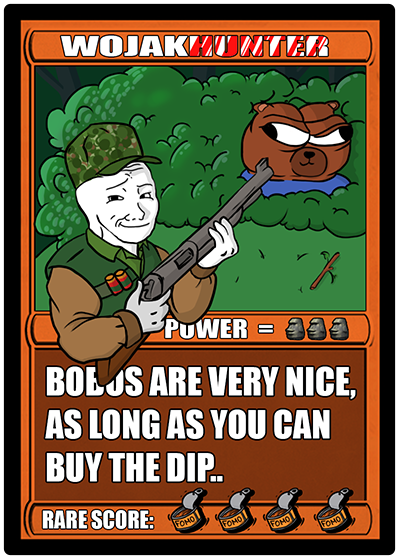 WOJAKHUNTER
POWER =
BOBOS ARE VERY NICE,
AS LONG AS YOU CAN
BUY THE DIP..
RARE SCORE:
FOMO FOMO FOMO FOMO